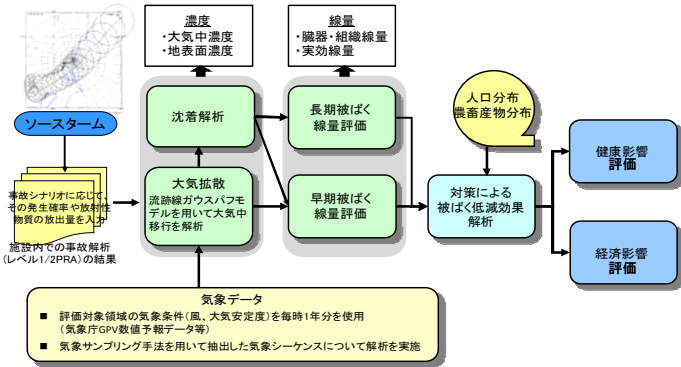 濃度
・大気中濃度
・地表面濃度
線量
・臓器・組織線量
・実効線量
ソースターム
事故シナリオに応じて、
その発生確率や放射性
物質の放出量を入力
施設内での事故解析
(レベル1/2PRA)の結果
沈着解析
大気拡散
流跡線ガウスパフモ
デルを用いて大気中
移行を解析
長期被ばく
線量評価
早期被ばく
線量評価
人口分布
農畜産物分布
対策による
被ばく低減効果
解析
健康影響
評価
経済影響
評価
気象データ
■ 評価対象領域の気象条件(風、大気安定度)を毎時1年分を使用
(気象庁GPV数値予報データ等)
■ 気象サンプリング手法を用いて抽出した気象シーケンスについて解析を実施